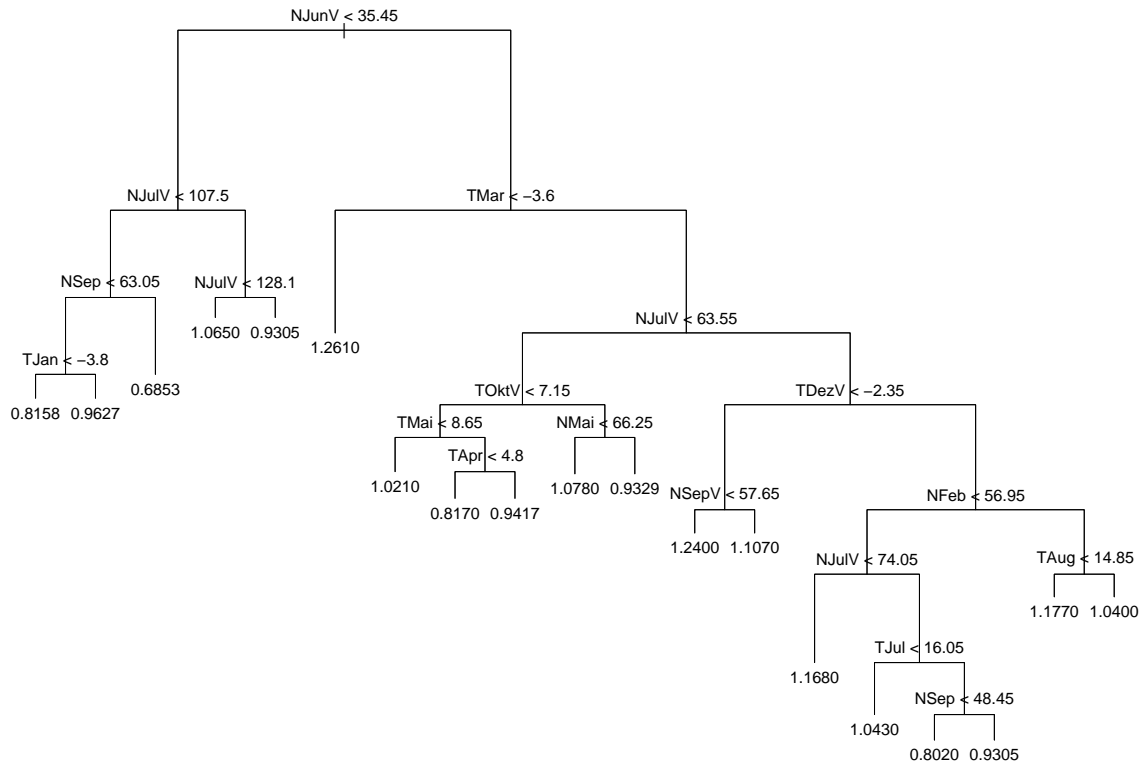 NJunV < 35.45
NJulV < 107.5
TMar < −3.6
NSep < 63.05
NJulV < 128.1
1.0650 0.9305
1.2610
NJulV < 63.55
TJan < −3.8
0.6853
0.8158 0.9627
TOktV < 7.15
TDezV < −2.35
TMai < 8.65
NMai < 66.25
TApr < 4.8
1.0210
1.0780 0.9329
0.8170 0.9417
NSepV < 57.65
NFeb < 56.95
1.2400 1.1070
NJulV < 74.05
TAug < 14.85
1.1770 1.0400
TJul < 16.05
1.1680
NSep < 48.45
1.0430
0.8020 0.9305